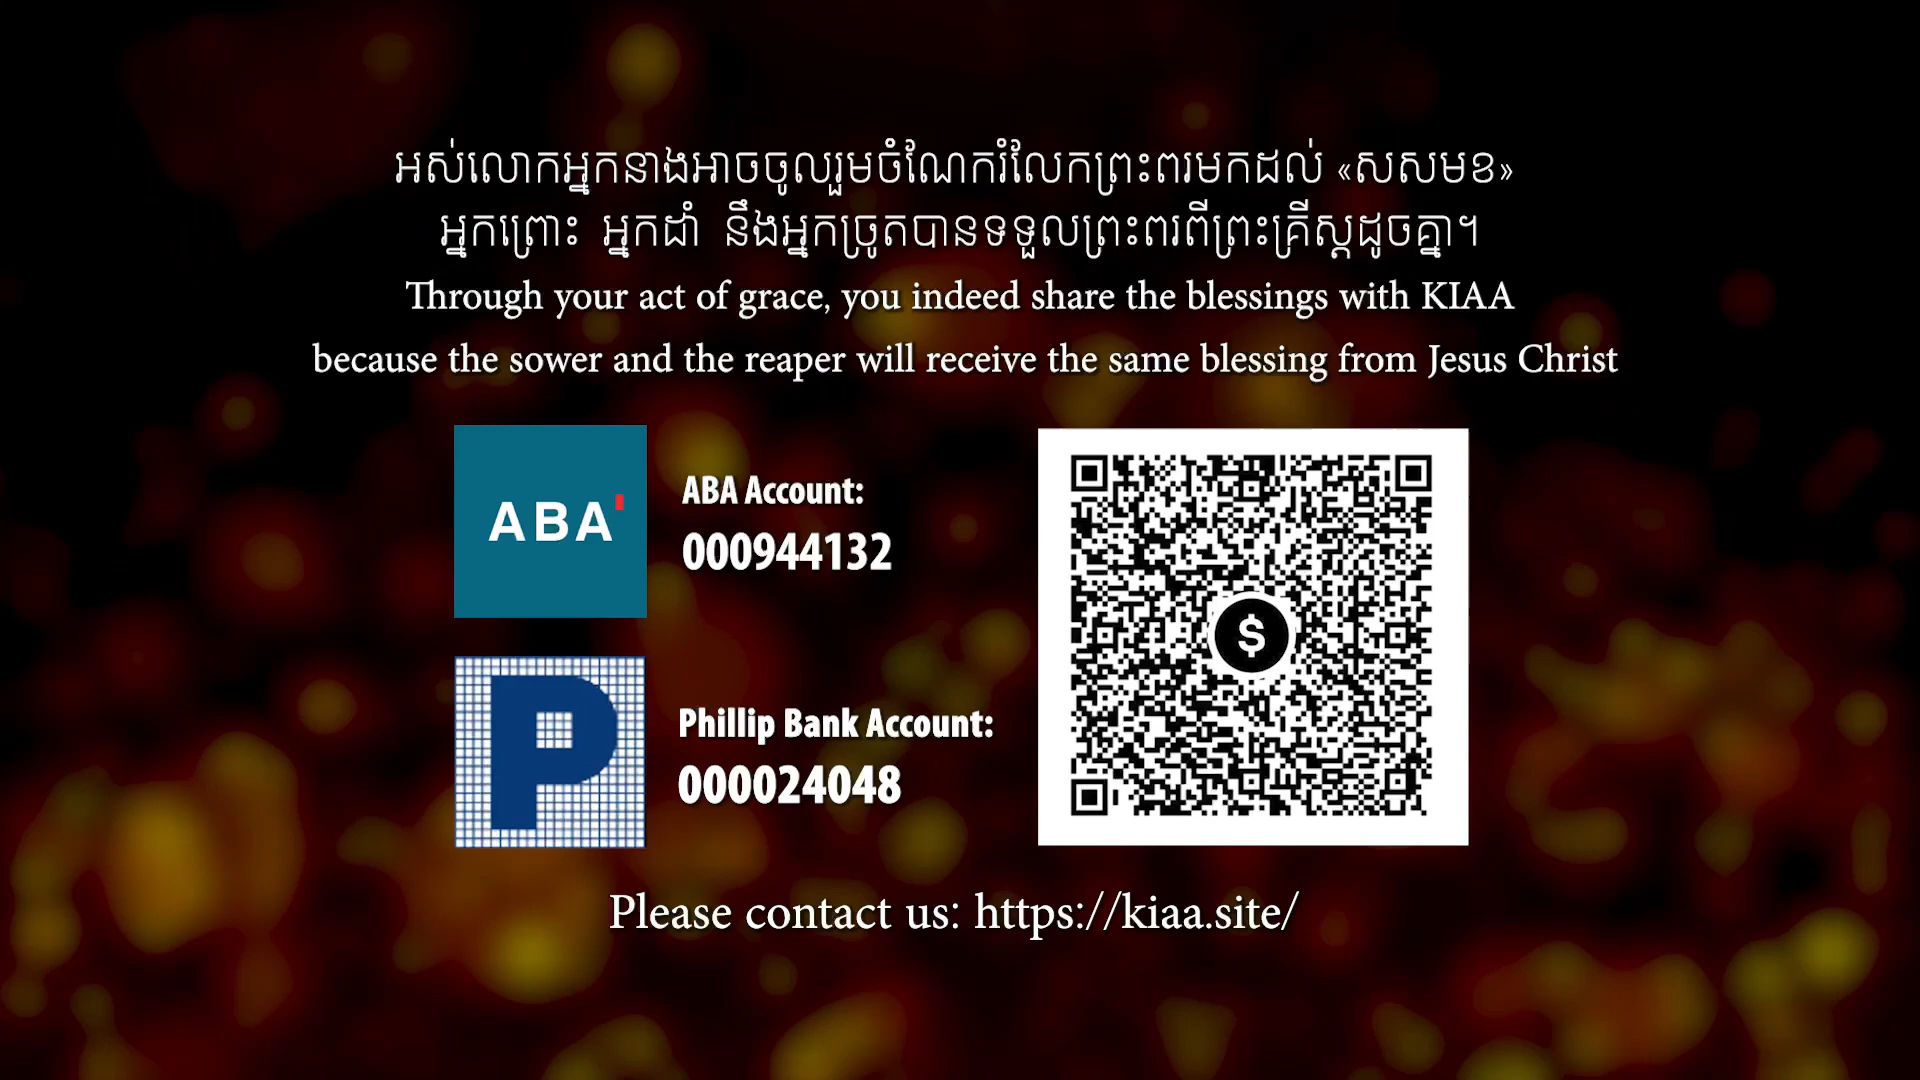 អស់លោកអ្នកនាងអាចចូលរួមចំណែករំលែកព្រះពរមកដល់ «សសមខ»
អ្នកព្រោះ អ្នកដាំ នឹងអ្នកច្រូតបានទទួលព្រះពរពីព្រះគ្រីស្តដូចគ្នា។
Through your act of grace, you indeed share the blessings with KIAA
because the sower and the reaper will receive the same blessing from Jesus Christ
ABA'
ABA Account:
000944132
$
P
Phillip Bank Account:
000024048
Please contact us: https://kiaa.site/